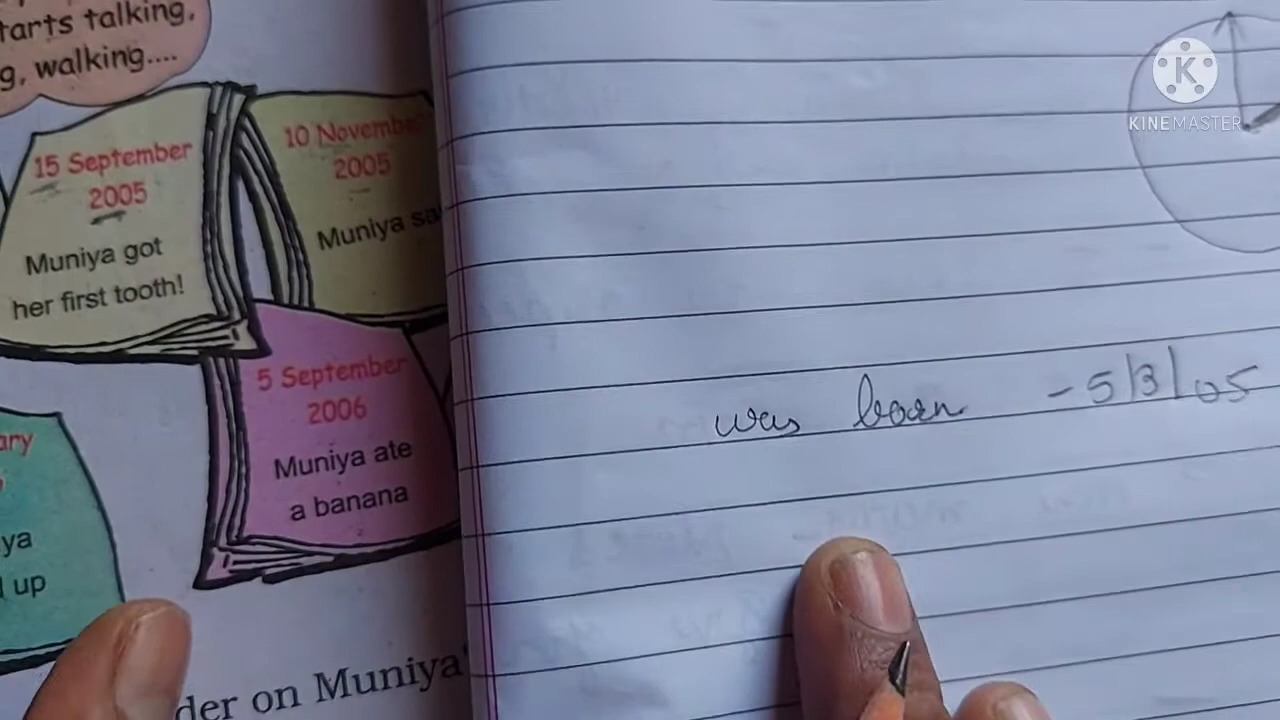 tarts talking,
g, walking....
15 September
2005
Muniya got
her first tooth!
10 Novembe
2005
Muniya sa
5 September
2006
Muniya ate
a banana
ary
ya
up
der on Muniya'
was born - 5/3/05
KINEMASTER